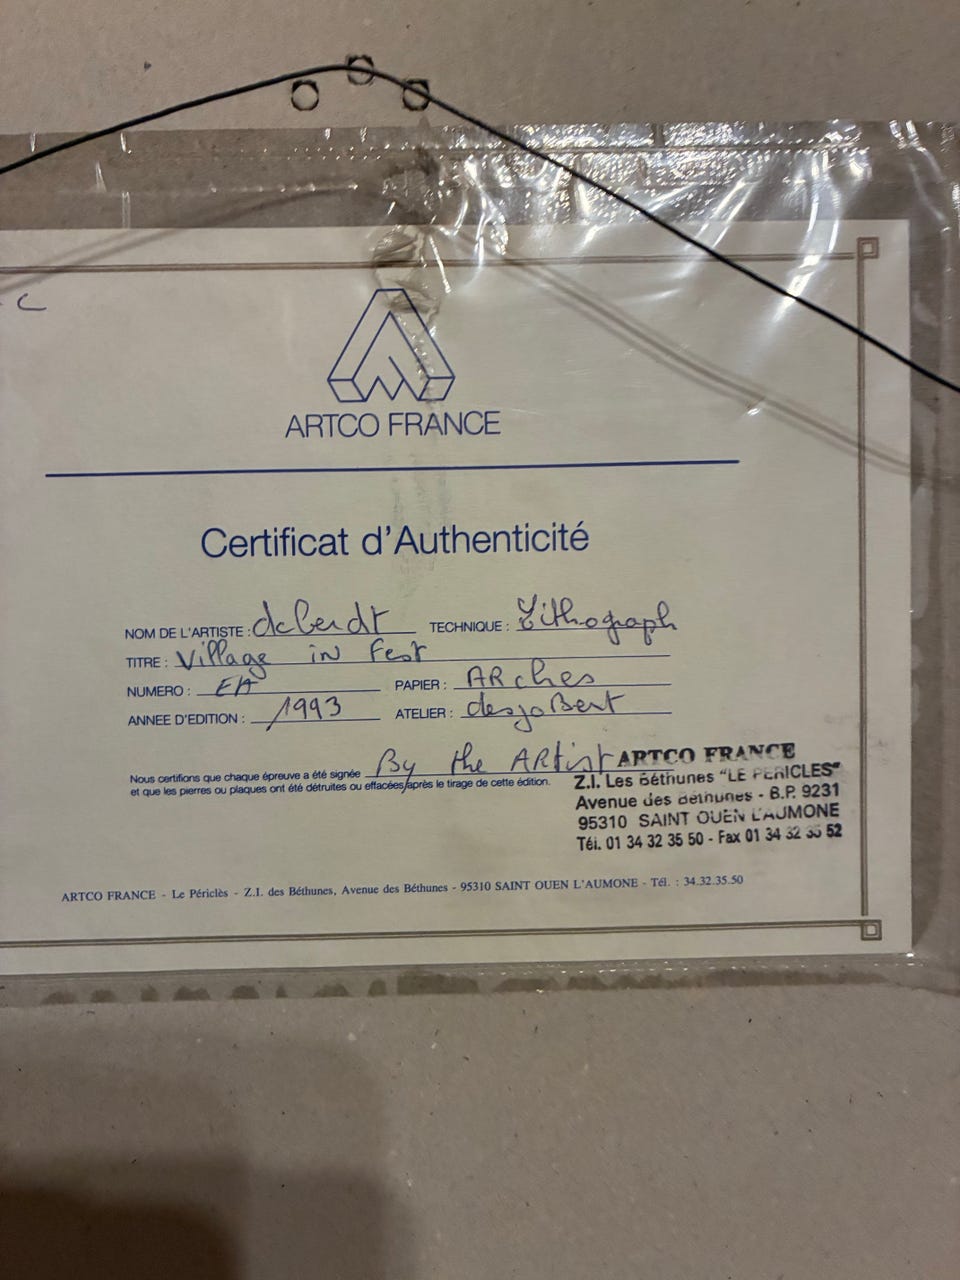 C
ARTCO FRANCE
Certificat d'Authenticité
NOM DE L'ARTISTE : TECHNIQUE : Lithograph
TITRE : Village in Fest
NUMERO : EA PAPIER : ARches
ANNEE D'EDITION : 1993 ATELIER : desjoBert
Nous certifions que chaque épreuve a été signée By the ARtist
et que les pierres ou plaques ont été détruites ou effacées/après le tirage de cette édition.
ARTCO FRANCE
Z.I. Les Béthunes "LE PERICLES"
Avenue des Béthunes - B.P. 9231
95310 SAINT OUEN L'AUMONE
Tél. 01 34 32 35 50 - Fax 01 34 32 35 52
ARTCO FRANCE - Le Périclès - Z.I. des Béthunes, Avenue des Béthunes - 95310 SAINT OUEN L'AUMONE - Tél. : 34.32.35.50